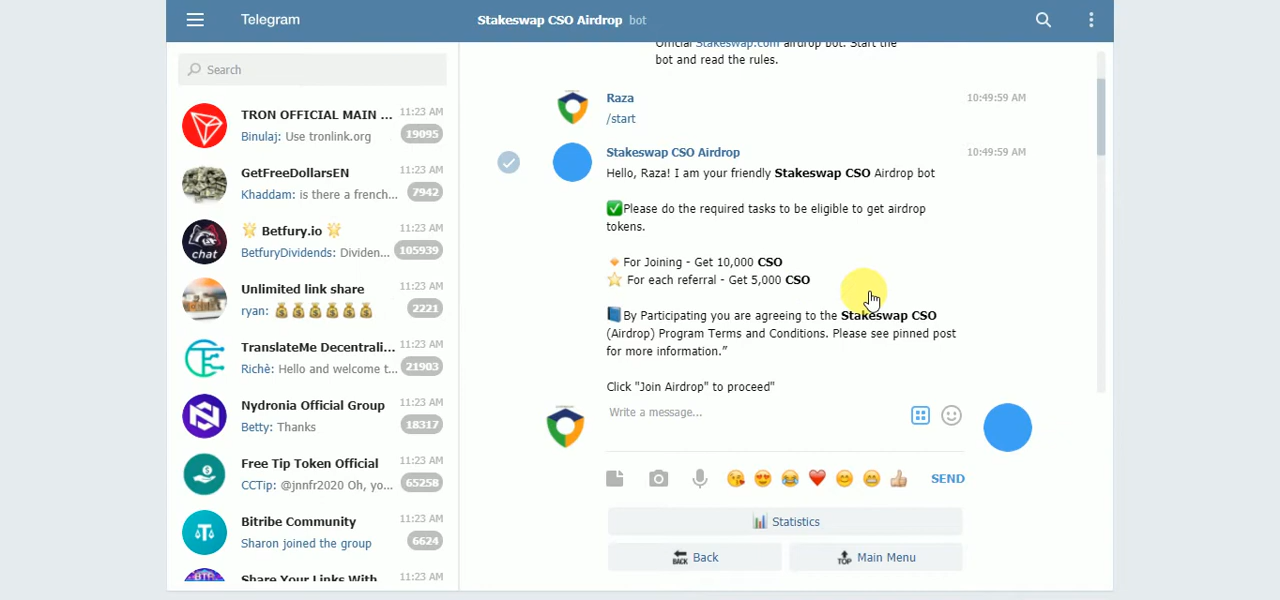 Telegram
Stakeswap CSO Airdrop bot
Search
TRON OFFICIAL MAIN ... 11:23 AM
Binulaj: Use tronlink.org 19095
GetFreeDollarsEN 11:23 AM
Khaddam: is there a french... 7942
🌟 Betfury.io 🌟 11:23 AM
chat
BetfuryDividends: Dividen... 105939
Unlimited link share 11:23 AM
ryan: 💰💰💰💰💰💰 2221
TranslateMe Decentrali... 11:23 AM
Richè: Hello and welcome t... 21903
Nydronia Official Group 11:23 AM
Betty: Thanks 18317
Free Tip Token Official 11:23 AM
CCTip: @jnnfr2020 Oh, yo... 65258
Bitribe Community 11:23 AM
Sharon joined the group 6624
Share Your Links With 11:23 AM
Official Stakeswap.com airdrop bot. Start the
bot and read the rules.
Raza 10:49:59 AM
/start
Stakeswap CSO Airdrop 10:49:59 AM
Hello, Raza! I am your friendly Stakeswap CSO Airdrop bot
✅Please do the required tasks to be eligible to get airdrop
tokens.
🔸 For Joining - Get 10,000 CSO
⭐ For each referral - Get 5,000 CSO
📘By Participating you are agreeing to the Stakeswap CSO
(Airdrop) Program Terms and Conditions. Please see pinned post
for more information.”
Click "Join Airdrop" to proceed"
Write a message...
😘 😍 😂 ❤️ 😊 😁 👍 SEND
📊 Statistics
🔙 Back
🔝 Main Menu